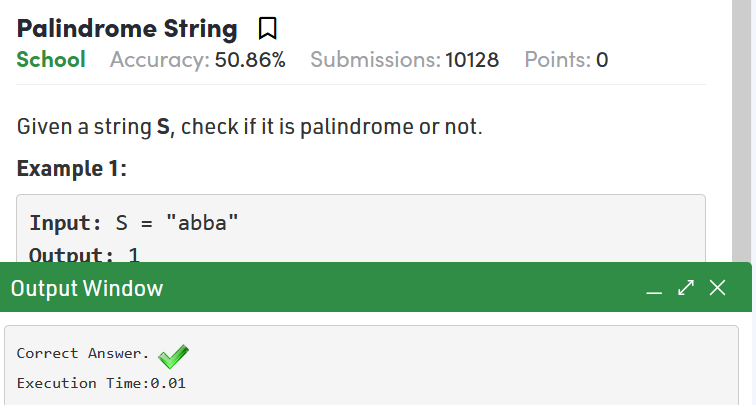 Palindrome String
School Accuracy: 50.86% Submissions: 10128 Points: 0
Given a string S, check if it is palindrome or not.
Example 1:
Input: S = "abba"
Output: 1
Output Window
Correct Answer.
Execution Time:0.01